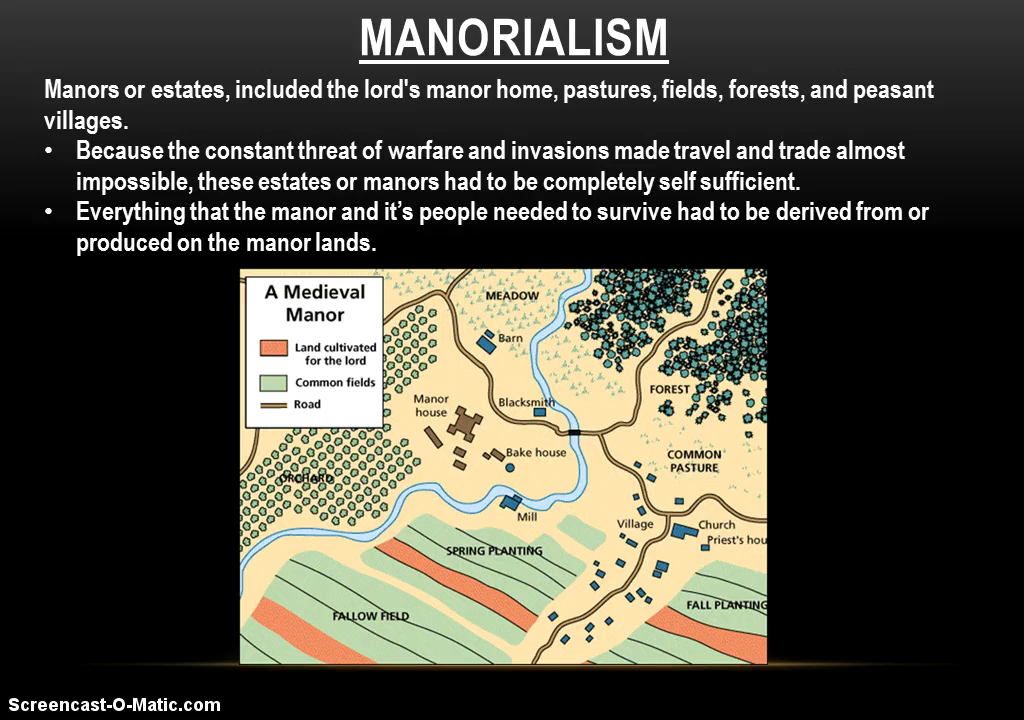 MANORIALISM
Manors or estates, included the lord's manor home, pastures, fields, forests, and peasant
villages.
• Because the constant threat of warfare and invasions made travel and trade almost
impossible, these estates or manors had to be completely self sufficient.
• Everything that the manor and it’s people needed to survive had to be derived from or
produced on the manor lands.
A Medieval
Manor
Land cultivated
for the lord
Common fields
Road
MEADOW
Barn
FOREST
Manor
house
Blacksmith
Bake house
COMMON
PASTURE
ORCHARD
Mill
Village
Church
Priest's hou
SPRING PLANTING
FALL PLANTING
FALLOW FIELD
Screencast-O-Matic.com